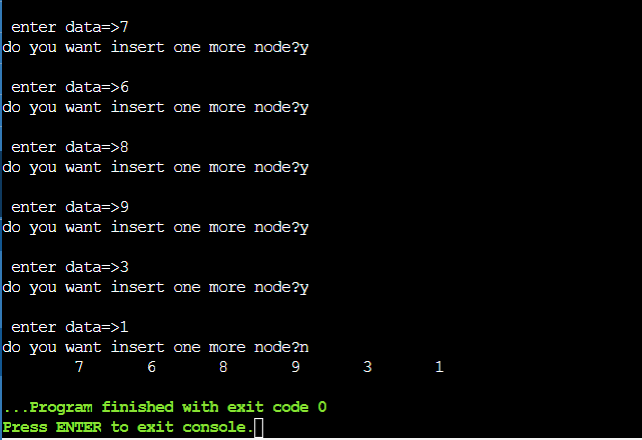 enter data=>7
do you want insert one more node?y
enter data=>6
do you want insert one more node?y
enter data=>8
do you want insert one more node?y
enter data=>9
do you want insert one more node?y
enter data=>3
do you want insert one more node?y
enter data=>1
do you want insert one more node?n
7 6 8 9 3 1
...Program finished with exit code 0
Press ENTER to exit console.